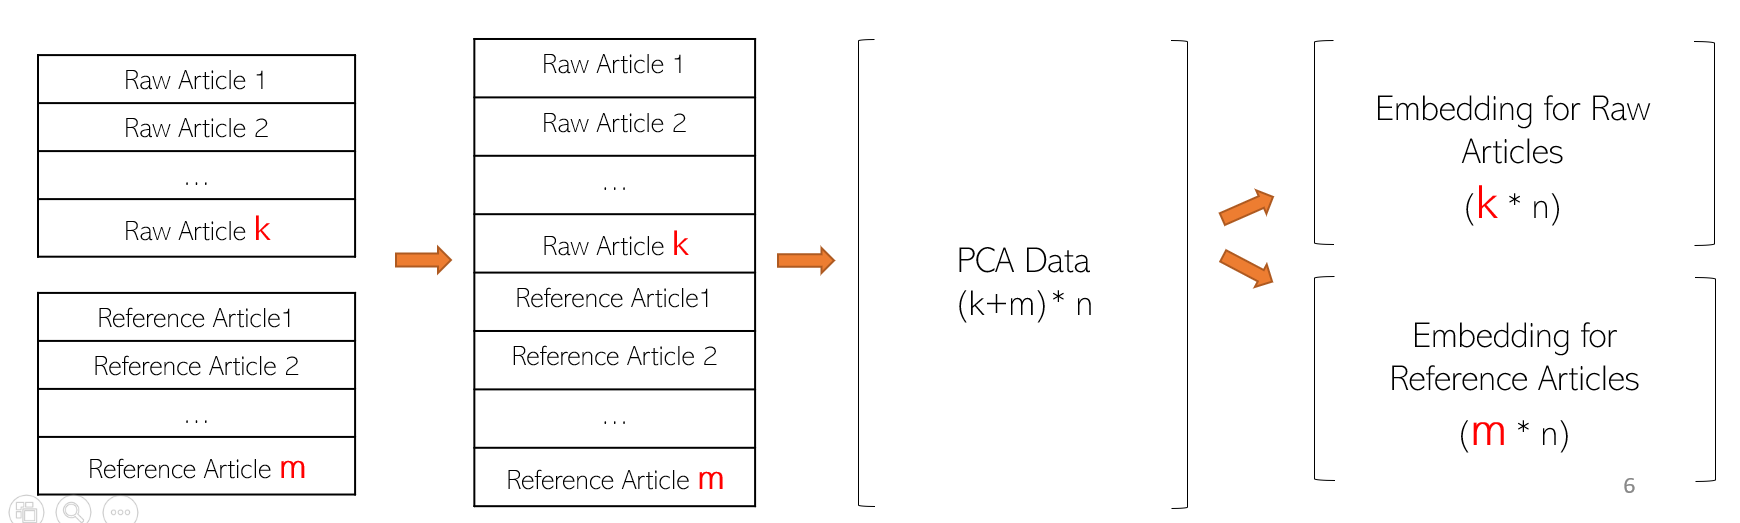 Raw Article 1
Raw Article 2
...
Raw Article k
Reference Article1
Reference Article 2
...
Reference Article m
Raw Article 1
Raw Article 2
...
Raw Article k
Reference Article1
Reference Article 2
...
Reference Article m
PCA Data
(k+m)* n
Embedding for Raw
Articles
(k * n)
Embedding for
Reference Articles
(m * n)
6